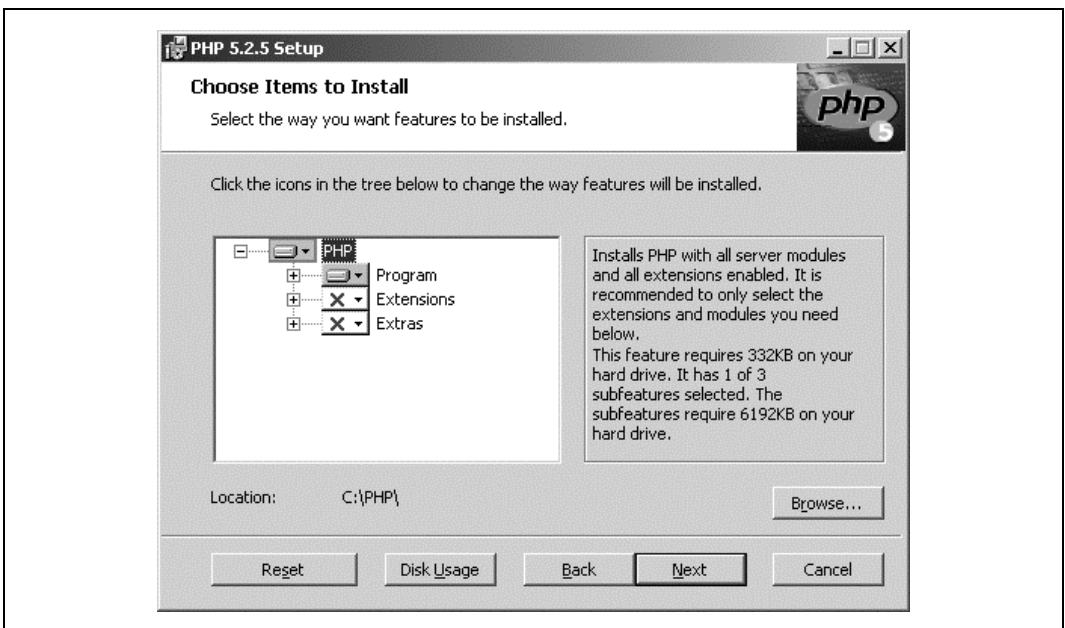 PHP 5.2.5 Setup
Choose Items to Install
Select the way you want features to be installed.
php
5
Click the icons in the tree below to change the way features will be installed.
PHP
Program
Extensions
Extras
Installs PHP with all server modules
and all extensions enabled. It is
recommended to only select the
extensions and modules you need
below.
This feature requires 332KB on your
hard drive. It has 1 of 3
subfeatures selected. The
subfeatures require 6192KB on your
hard drive.
Location: C:\PHP\
Browse...
Reset Disk Usage Back Next Cancel